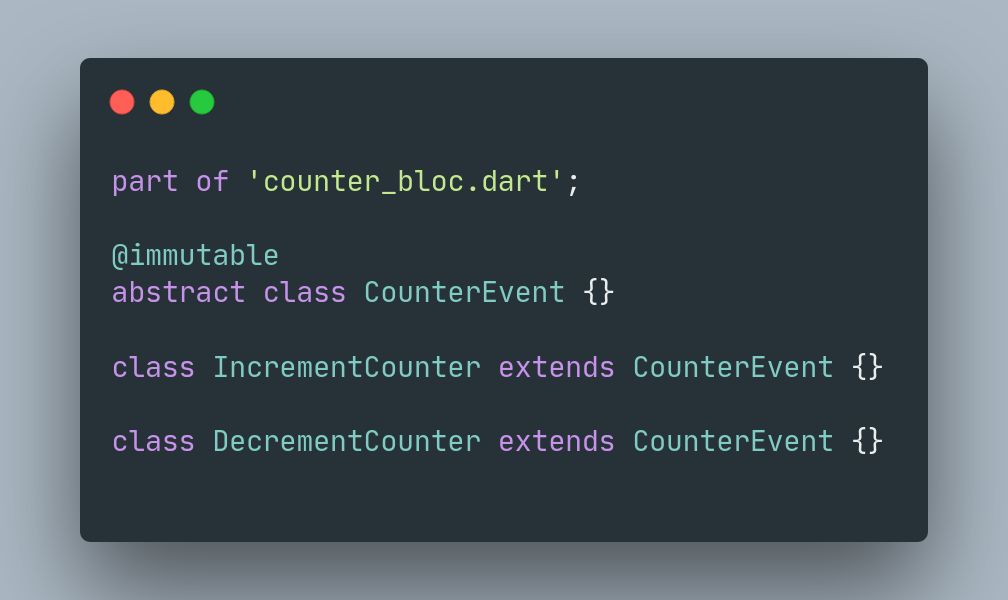 part of 'counter_bloc.dart';
@immutable
abstract class CounterEvent {}
class IncrementCounter extends CounterEvent {}
class DecrementCounter extends CounterEvent {}